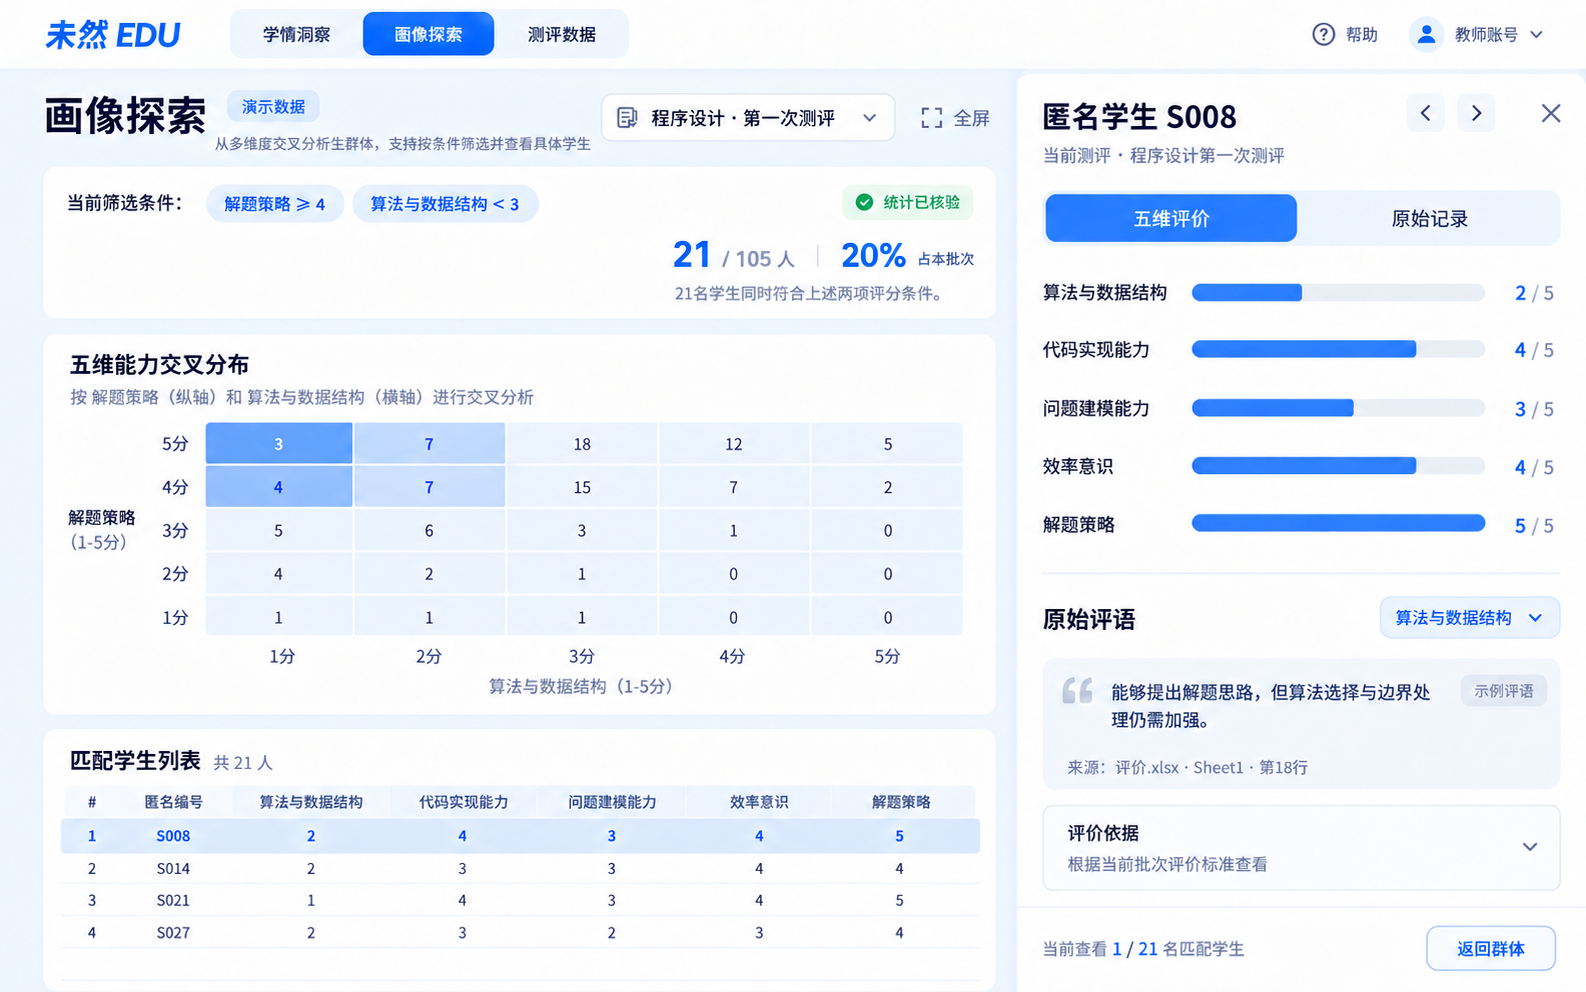 未然 EDU
学情洞察 画像探索 测评数据
帮助 教师账号
画像探索 演示数据
从多维度交叉分析生群体，支持按条件筛选并查看具体学生
程序设计 · 第一次测评
全屏
当前筛选条件： 解题策略 ≥ 4 算法与数据结构 < 3
统计已核验
21 / 105 人 20% 占本批次
21名学生同时符合上述两项评分条件。
五维能力交叉分布
按 解题策略（纵轴）和 算法与数据结构（横轴）进行交叉分析
解题策略
（1-5分）
5分 3 7 18 12 5
4分 4 7 15 7 2
3分 5 6 3 1 0
2分 4 2 1 0 0
1分 1 1 1 0 0
1分 2分 3分 4分 5分
算法与数据结构（1-5分）
匹配学生列表 共 21 人
# 匿名编号 算法与数据结构 代码实现能力 问题建模能力 效率意识 解题策略
1 S008 2 4 3 4 5
2 S014 2 3 3 4 4
3 S021 1 4 3 4 5
4 S027 2 3 2 3 4
匿名学生 S008
当前测评 · 程序设计第一次测评
五维评价 原始记录
算法与数据结构 2 / 5
代码实现能力 4 / 5
问题建模能力 3 / 5
效率意识 4 / 5
解题策略 5 / 5
原始评语 算法与数据结构
能够提出解题思路，但算法选择与边界处
理仍需加强。
示例评语
来源：评价.xlsx · Sheet1 · 第18行
评价依据
根据当前批次评价标准查看
当前查看 1 / 21 名匹配学生
返回群体